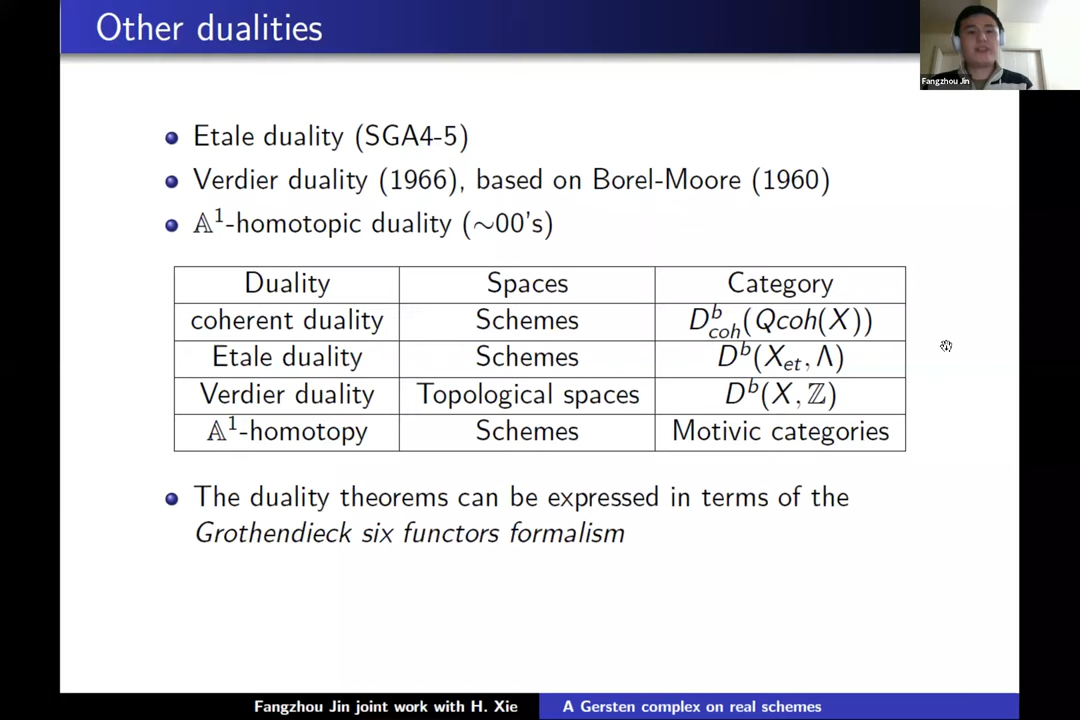 Other dualities
Fangzhou Jin
Etale duality (SGA4-5)
Verdier duality (1966), based on Borel-Moore (1960)
𝔸¹-homotopic duality (∼00's)
Duality Spaces Category
coherent duality Schemes D^b_coh(Qcoh(X))
Etale duality Schemes D^b(X_et, Λ)
Verdier duality Topological spaces D^b(X, ℤ)
𝔸¹-homotopy Schemes Motivic categories
The duality theorems can be expressed in terms of the
Grothendieck six functors formalism
Fangzhou Jin joint work with H. Xie A Gersten complex on real schemes